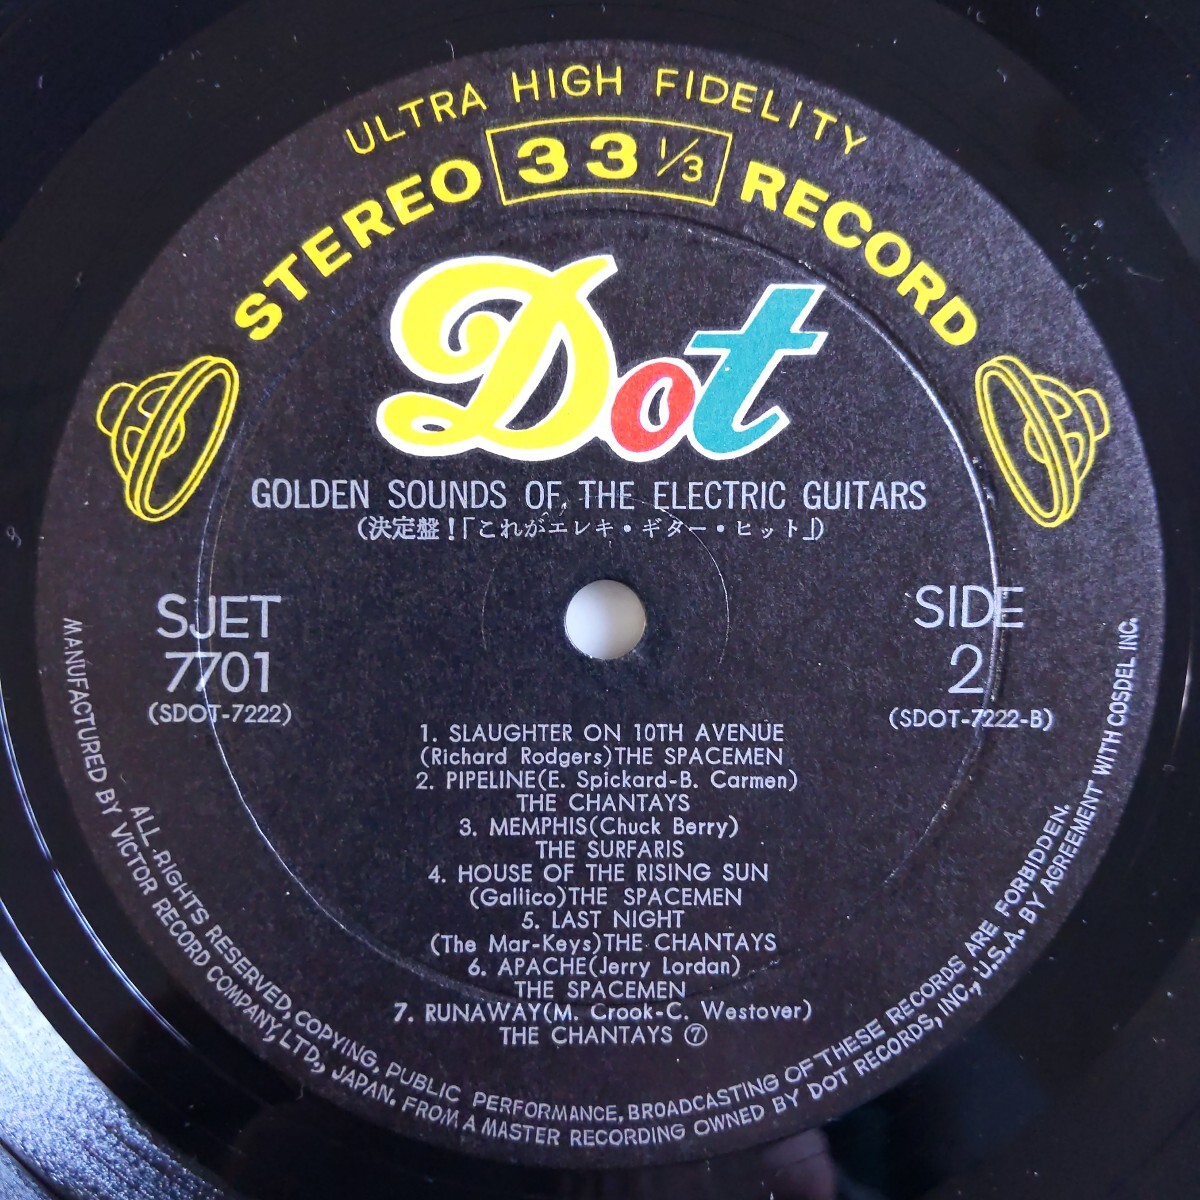 ULTRA HIGH FIDELITY
STEREO 33 1/3 RECORD
Dot
GOLDEN SOUNDS OF THE ELECTRIC GUITARS
(決定盤!「これがエレキ・ギター・ヒット」)
SJET
7701
(SDOT-7222)
SIDE
2
(SDOT-7222-B)
1. SLAUGHTER ON 10TH AVENUE
(Richard Rodgers)THE SPACEMEN
2. PIPELINE(E. Spickard-B. Carmen)
THE CHANTAYS
3. MEMPHIS(Chuck Berry)
THE SURFARIS
4. HOUSE OF THE RISING SUN
(Gallico)THE SPACEMEN
5. LAST NIGHT
(The Mar-Keys)THE CHANTAYS
6. APACHE(Jerry Lordan)
THE SPACEMEN
7. RUNAWAY(M. Crook-C. Westover)
THE CHANTAYS ⑦
ALL RIGHTS RESERVED, COPYING, PUBLIC PERFORMANCE, BROADCASTING OF THESE RECORDS ARE FORBIDDEN.
MANUFACTURED BY VICTOR RECORD COMPANY, LTD., JAPAN. FROM A MASTER RECORDING OWNED BY DOT RECORDS, INC., U.S.A. BY AGREEMENT WITH COSDEL INC.